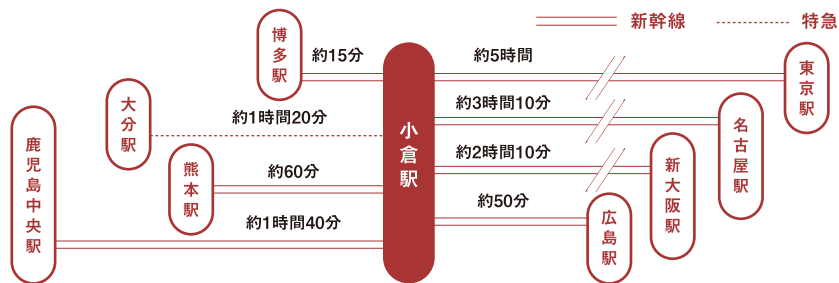 新幹線
特急
博多駅
約15分
大分駅
約1時間20分
熊本駅
約60分
鹿児島中央駅
約1時間40分
小倉駅
約5時間
東京駅
約3時間10分
名古屋駅
約2時間10分
新大阪駅
約50分
広島駅